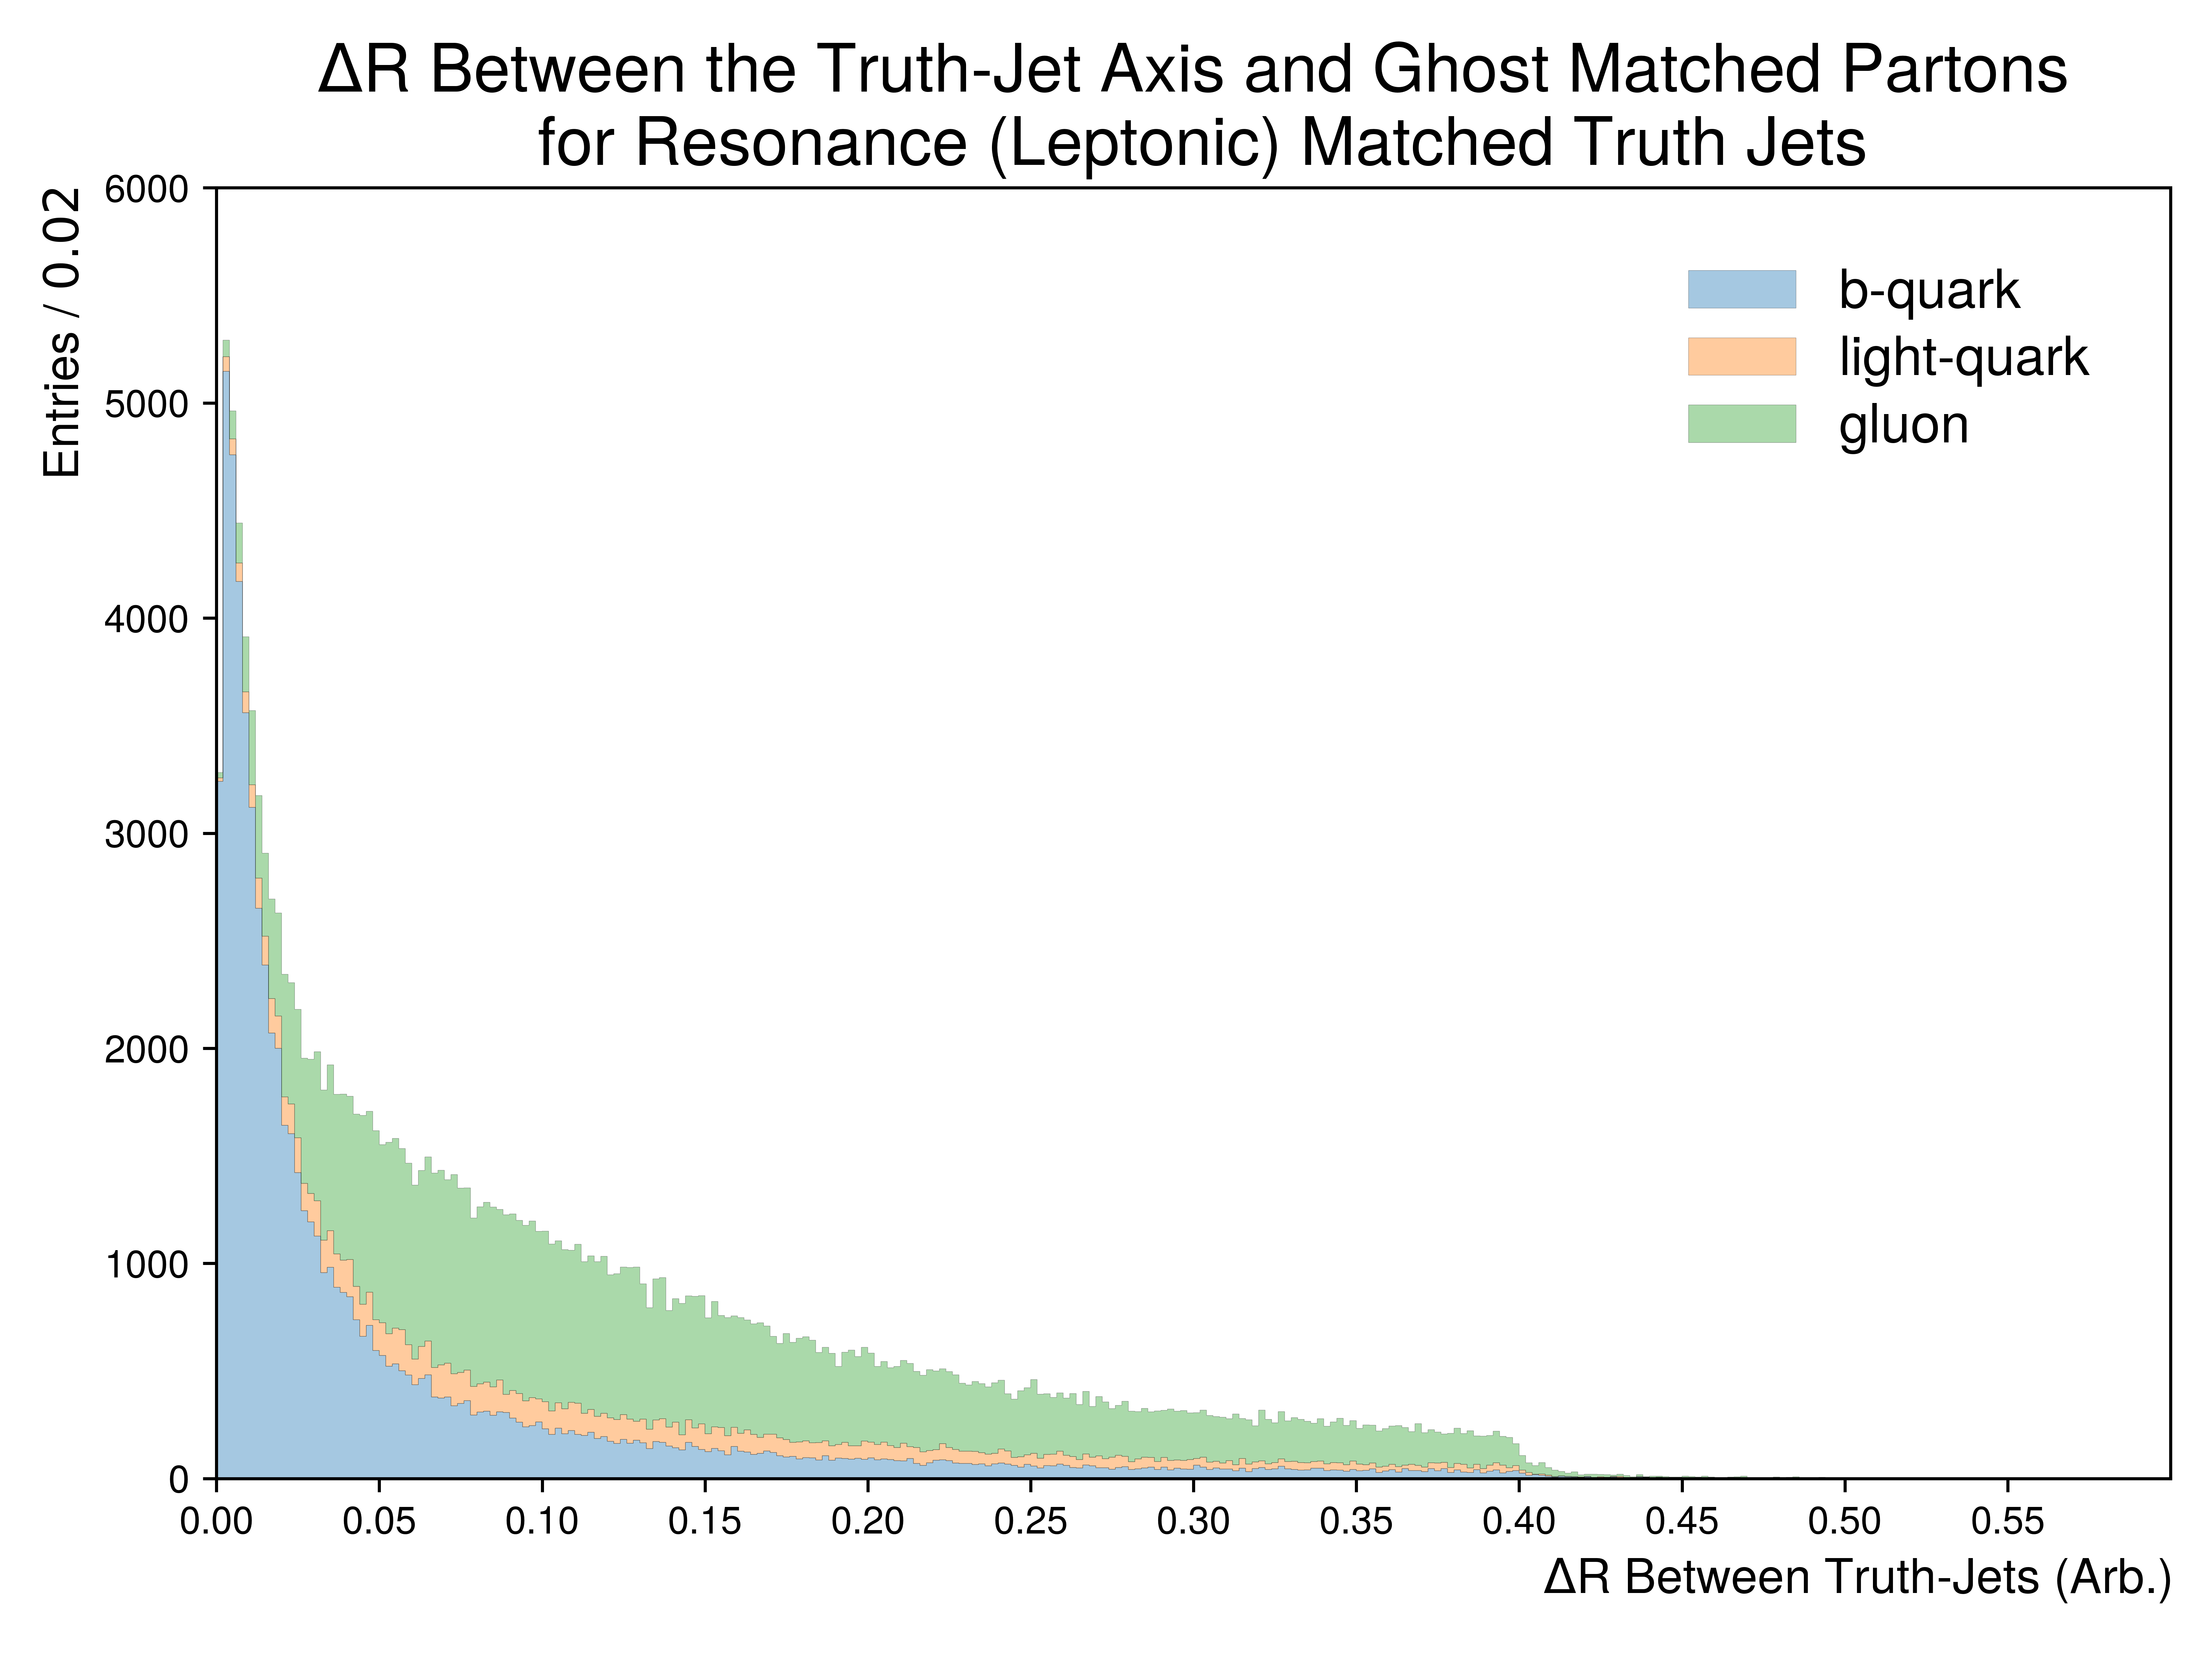 ΔR Between the Truth-Jet Axis and Ghost Matched Partons
for Resonance (Leptonic) Matched Truth Jets
Entries / 0.02
6000
5000
4000
3000
2000
1000
0
b-quark
light-quark
gluon
0.00 0.05 0.10 0.15 0.20 0.25 0.30 0.35 0.40 0.45 0.50 0.55
ΔR Between Truth-Jets (Arb.)